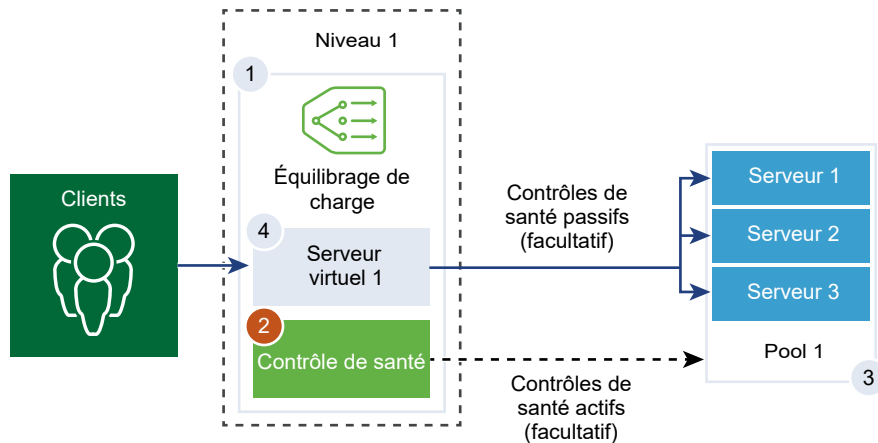 Niveau 1
1
Équilibrage de
charge
Clients
4
Serveur
virtuel 1
2
Contrôle de santé
Contrôles de
santé passifs
(facultatif)
Contrôles de
santé actifs
(facultatif)
Serveur 1
Serveur 2
Serveur 3
Pool 1
3